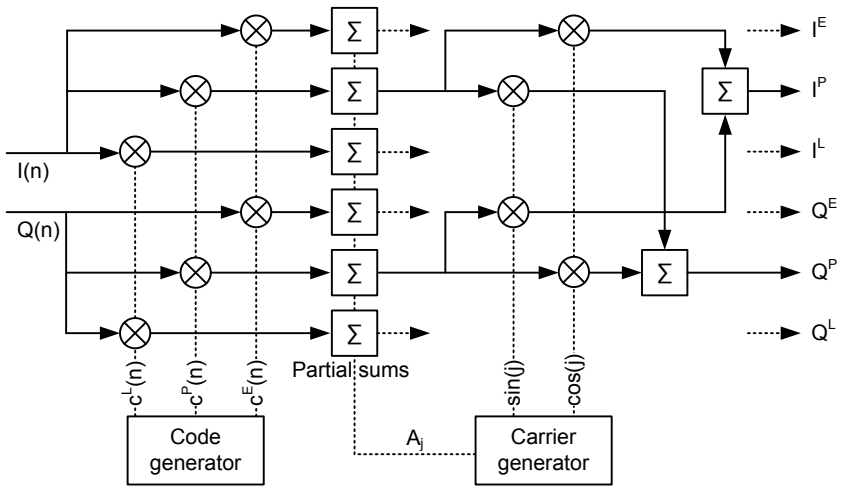 Σ
I^E
Σ
Σ
I^P
Σ
I^L
I(n)
Σ
Q^E
Q(n)
Σ
Σ
Q^P
Σ
Q^L
Partial sums
c^L(n)
c^P(n)
c^E(n)
sin(j)
cos(j)
Code
generator
A_j
Carrier
generator